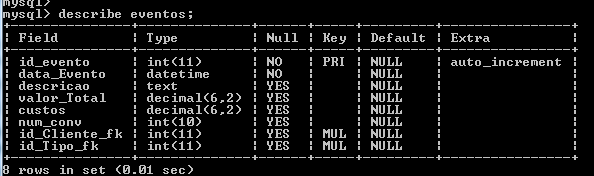 mysql>
mysql> describe eventos;
+--------------+--------------+------+-----+---------+----------------+
| Field | Type | Null | Key | Default | Extra |
+--------------+--------------+------+-----+---------+----------------+
| id_evento | int(11) | NO | PRI | NULL | auto_increment |
| data_Evento | datetime | NO | | NULL | |
| descricao | text | YES | | NULL | |
| valor_Total | decimal(6,2) | YES | | NULL | |
| custos | decimal(6,2) | YES | | NULL | |
| num_conv | int(10) | YES | | NULL | |
| id_Cliente_fk | int(11) | YES | MUL | NULL | |
| id_Tipo_fk | int(11) | YES | MUL | NULL | |
+--------------+--------------+------+-----+---------+----------------+
8 rows in set (0.01 sec)